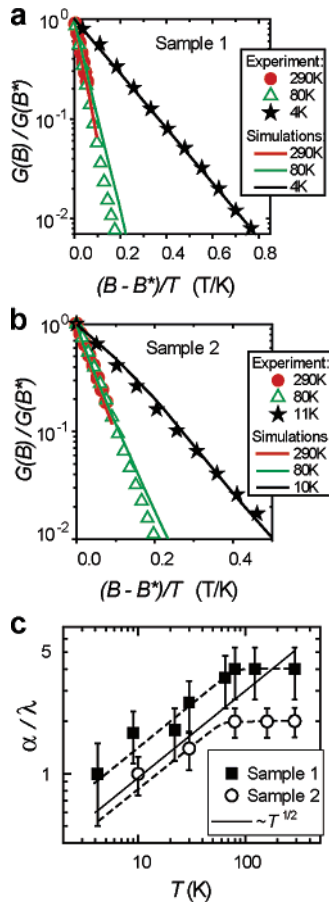 a
Sample 1
Experiment:
290K
80K
4K
Simulations
290K
80K
4K
G(B) / G(B*)
10⁰
10⁻¹
10⁻²
0.0 0.2 0.4 0.6 0.8
(B - B*)/T (T/K)
b
Sample 2
Experiment:
290K
80K
11K
Simulations
290K
80K
10K
G(B) / G(B*)
10⁰
10⁻¹
10⁻²
0.0 0.2 0.4
(B - B*)/T (T/K)
c
α / λ
5
1
Sample 1
Sample 2
~T^1/2
10 100
T(K)